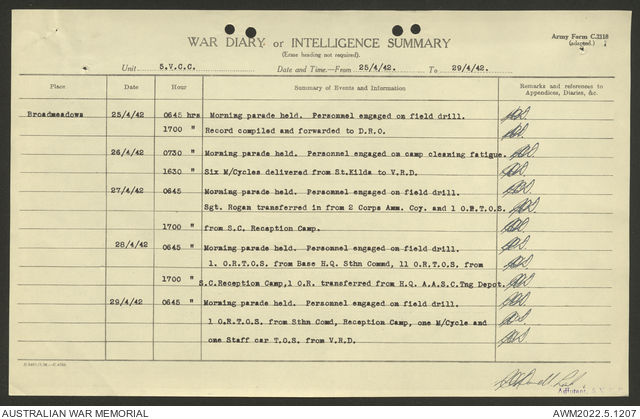 Army Form C.2118
(adapted.)
WAR DIARY or INTELLIGENCE SUMMARY
(Erase heading not required).
Unit 5.V.C.C. Date and Time.—From 25/4/42. To 29/4/42.
Place Date Hour Summary of Events and Information Remarks and references to Appendices, Diaries, &c.
Broadmeadows 25/4/42 0645 hrs Morning parade held. Personnel engaged on field drill.
1700 " Record compiled and forwarded to D.R.O.
26/4/42 0730 " Morning parade held. Personnel engaged on camp cleaning fatigue.
1630 " Six M/Cycles delivered from St.Kilda to V.R.D.
27/4/42 0645 Morning parade held. Personnel engaged on field drill.
Sgt. Rogan transferred in from 2 Corps Amm. Coy. and 1 O.R.T.O.S.
1700 " from S.C. Reception Camp.
28/4/42 0645 " Morning parade held. Personnel engaged on field drill.
1. O.R.T.O.S. from Base H.Q. Sthn Commd, 11 O.R.T.O.S. from
1700 " S.C.Reception Camp,1 O.R. transferred from H.Q. A.A.S.C.Tng Depot.
29/4/42 0645 " Morning parade held. Personnel engaged on field drill.
1 O.R.T.O.S. from Sthn Comd, Reception Camp, one M/Cycle and
one Staff car T.O.S. from V.R.D.
Adjutant
AUSTRALIAN WAR MEMORIAL AWM2022.5.1207